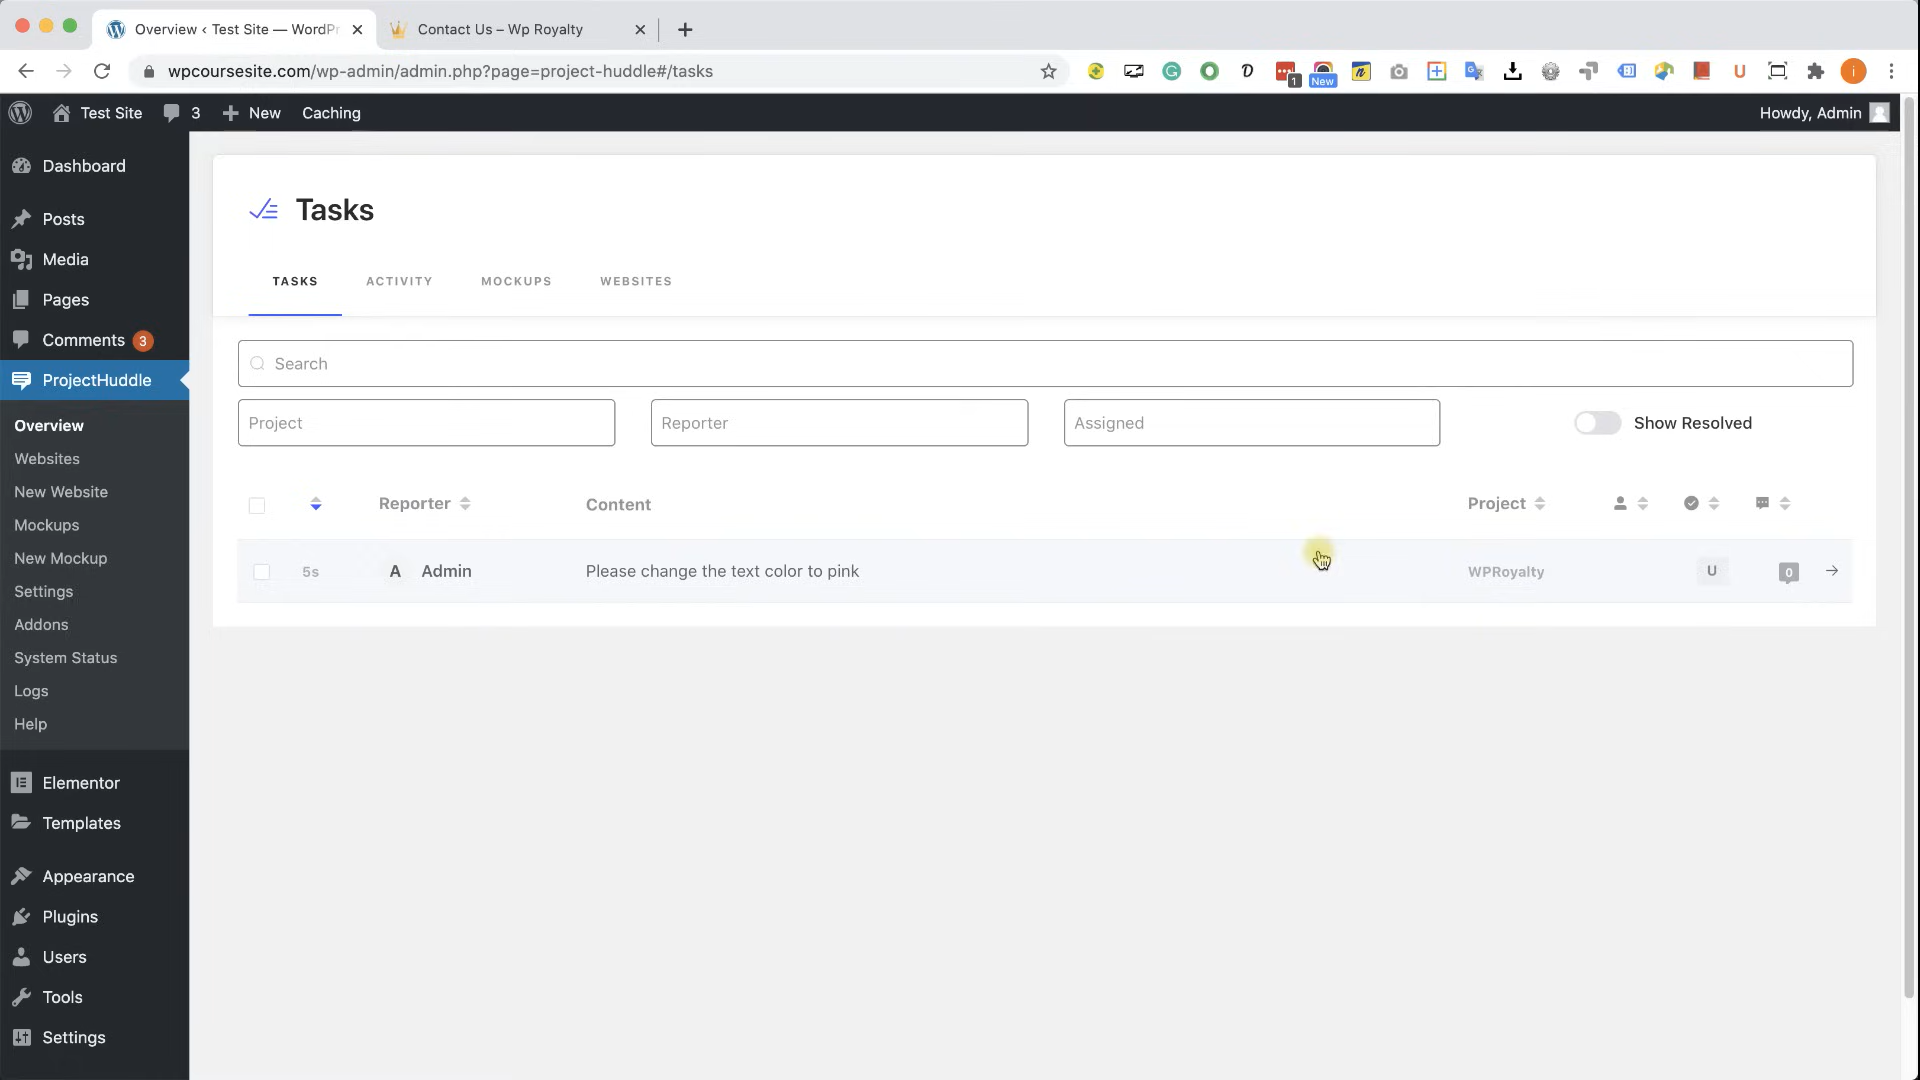 Overview ‹ Test Site — WordPr
Contact Us – Wp Royalty
wpcoursesite.com/wp-admin/admin.php?page=project-huddle#/tasks
1
New
Test Site
3
New
Caching
Howdy, Admin
Dashboard
Posts
Media
Pages
Comments 3
ProjectHuddle
Overview
Websites
New Website
Mockups
New Mockup
Settings
Addons
System Status
Logs
Help
Elementor
Templates
Appearance
Plugins
Users
Tools
Settings
Tasks
TASKS ACTIVITY MOCKUPS WEBSITES
Search
Project Reporter Assigned Show Resolved
Reporter Content Project
5s A Admin Please change the text color to pink WPRoyalty U 0